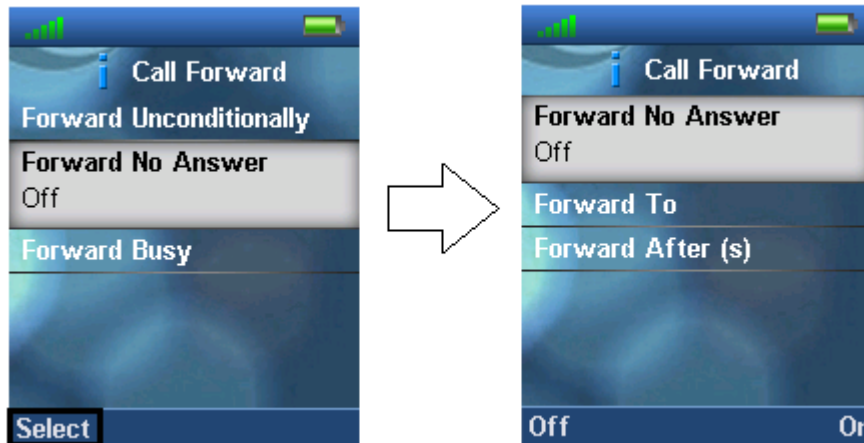 Call Forward
Forward Unconditionally
Forward No Answer
Off
Forward Busy
Select
Call Forward
Forward No Answer
Off
Forward To
Forward After (s)
Off